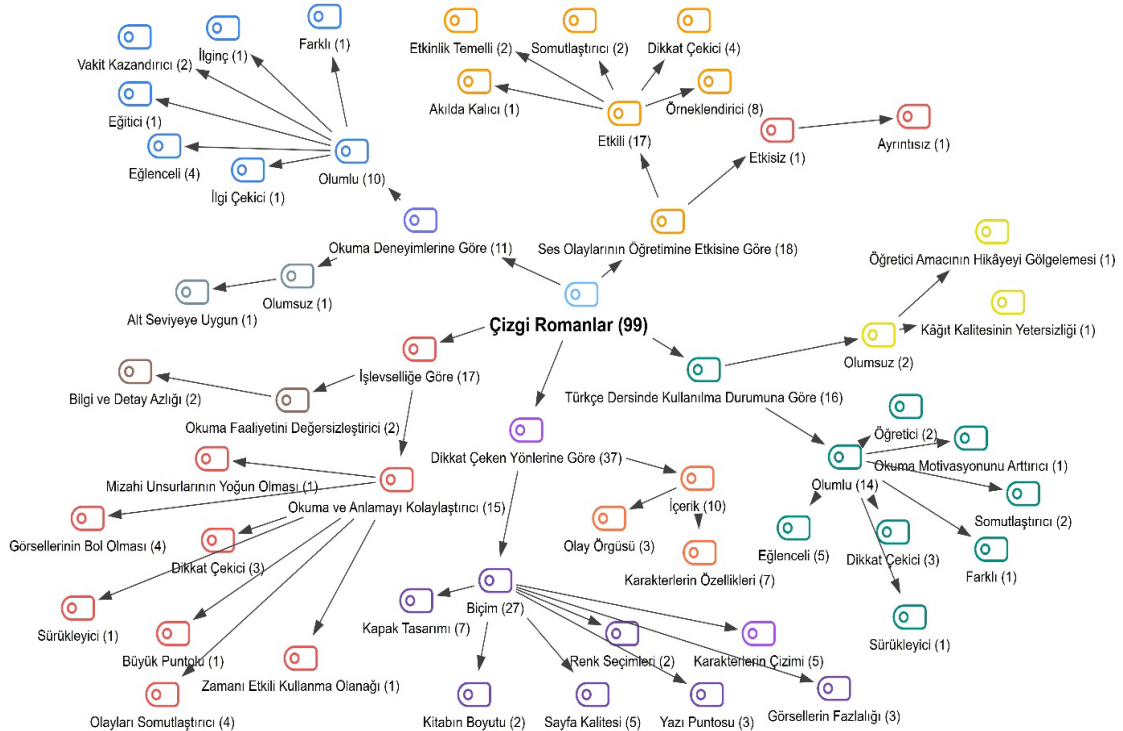 Farklı (1)
İlginç (1)
Vakit Kazandırıcı (2)
Eğitici (1)
Eğlenceli (4)
İlgi Çekici (1)
Olumlu (10)
Okuma Deneyimlerine Göre (11)
Olumsuz (1)
Alt Seviyeye Uygun (1)
Etkinlik Temelli (2)
Somutlaştırıcı (2)
Dikkat Çekici (4)
Akılda Kalıcı (1)
Örneklendirici (8)
Etkili (17)
Etkisiz (1)
Ayrıntısız (1)
Ses Olaylarının Öğretimine Etkisine Göre (18)
Çizgi Romanlar (99)
Öğretici Amacının Hikâyeyi Gölgelemesi (1)
Kâğıt Kalitesinin Yetersizliği (1)
Olumsuz (2)
Türkçe Dersinde Kullanılma Durumuna Göre (16)
Öğretici (2)
Okuma Motivasyonunu Arttırıcı (1)
Olumlu (14)
Somutlaştırıcı (2)
Eğlenceli (5)
Dikkat Çekici (3)
Farklı (1)
Sürükleyici (1)
İşlevselliğe Göre (17)
Bilgi ve Detay Azlığı (2)
Okuma Faaliyetini Değersizleştirici (2)
Mizahi Unsurlarının Yoğun Olması (1)
Okuma ve Anlamayı Kolaylaştırıcı (15)
Görsellerinin Bol Olması (4)
Dikkat Çekici (3)
Sürükleyici (1)
Büyük Puntolu (1)
Zamanı Etkili Kullanma Olanağı (1)
Olayları Somutlaştırıcı (4)
Dikkat Çeken Yönlerine Göre (37)
İçerik (10)
Olay Örgüsü (3)
Karakterlerin Özellikleri (7)
Biçim (27)
Kapak Tasarımı (7)
Renk Seçimleri (2)
Karakterlerin Çizimi (5)
Kitabın Boyutu (2)
Sayfa Kalitesi (5)
Yazı Puntosu (3)
Görsellerin Fazlalığı (3)